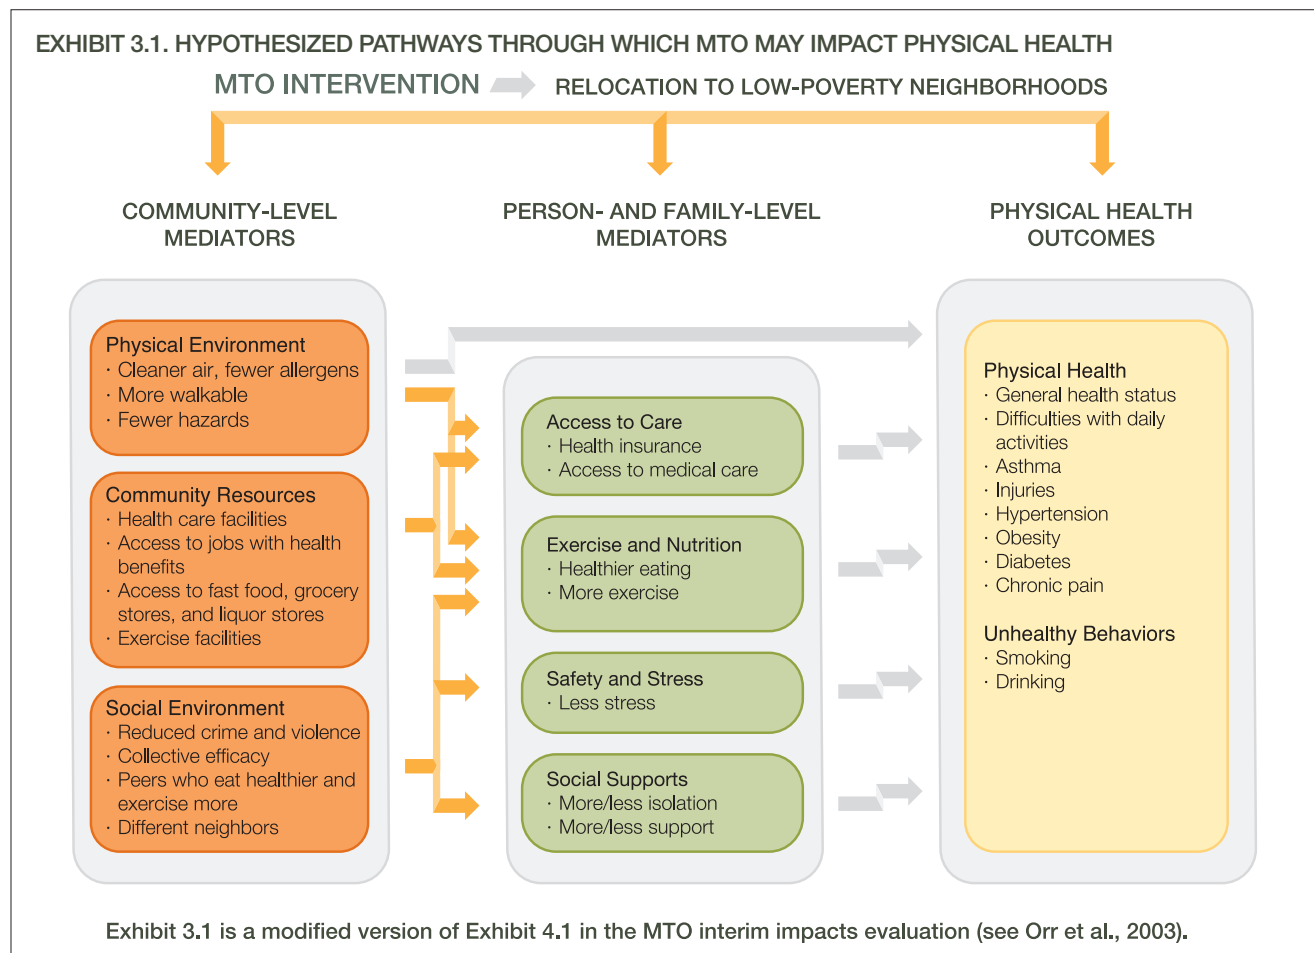 EXHIBIT 3.1. HYPOTHESIZED PATHWAYS THROUGH WHICH MTO MAY IMPACT PHYSICAL HEALTH
MTO INTERVENTION
RELOCATION TO LOW-POVERTY NEIGHBORHOODS
COMMUNITY-LEVEL
MEDIATORS
Physical Environment
· Cleaner air, fewer allergens
· More walkable
· Fewer hazards
Community Resources
· Health care facilities
· Access to jobs with health
benefits
· Access to fast food, grocery
stores, and liquor stores
· Exercise facilities
Social Environment
· Reduced crime and violence
· Collective efficacy
· Peers who eat healthier and
exercise more
· Different neighbors
PERSON- AND FAMILY-LEVEL
MEDIATORS
Access to Care
· Health insurance
· Access to medical care
Exercise and Nutrition
· Healthier eating
· More exercise
Safety and Stress
· Less stress
Social Supports
· More/less isolation
· More/less support
PHYSICAL HEALTH
OUTCOMES
Physical Health
· General health status
· Difficulties with daily
activities
· Asthma
· Injuries
· Hypertension
· Obesity
· Diabetes
· Chronic pain
Unhealthy Behaviors
· Smoking
· Drinking
Exhibit 3.1 is a modified version of Exhibit 4.1 in the MTO interim impacts evaluation (see Orr et al., 2003).